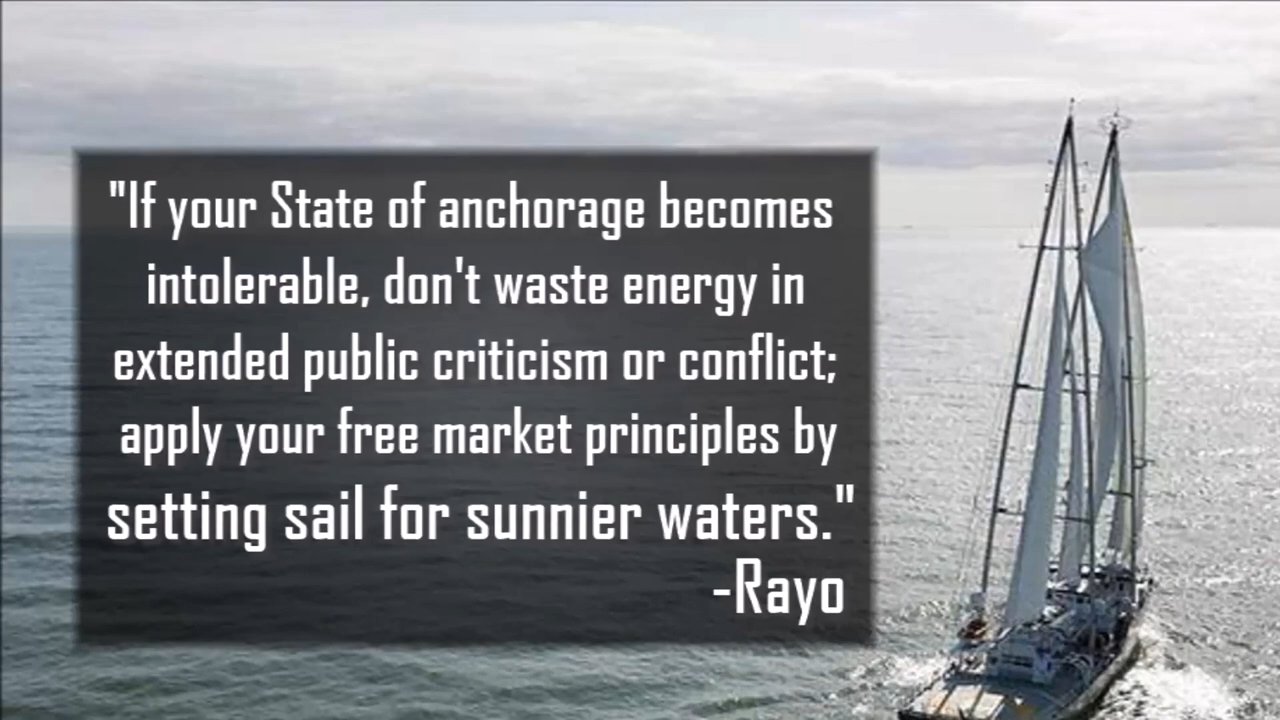 "If your State of anchorage becomes
intolerable, don't waste energy in
extended public criticism or conflict;
apply your free market principles by
setting sail for sunnier waters."
-Rayo